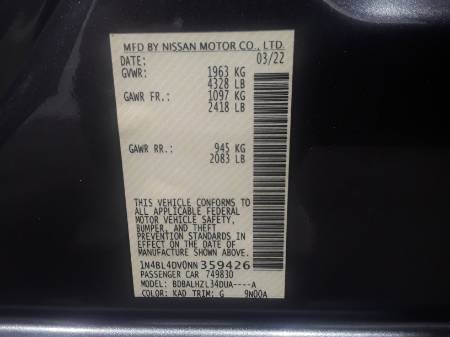 MFD BY NISSAN MOTOR CO., LTD.
DATE: 03/22
GVWR: 1963 KG
4328 LB
GAWR FR.: 1097 KG
2418 LB
GAWR RR.: 945 KG
2083 LB
THIS VEHICLE CONFORMS TO
ALL APPLICABLE FEDERAL
MOTOR VEHICLE SAFETY,
BUMPER, AND THEFT
PREVENTION STANDARDS IN
EFFECT ON THE DATE OF
MANUFACTURE SHOWN ABOVE.
1N4BL4DV0NN359426
PASSENGER CAR 749830
MODEL: BDBALHZL34DUA----A
COLOR: KAD TRIM: G 9N00A